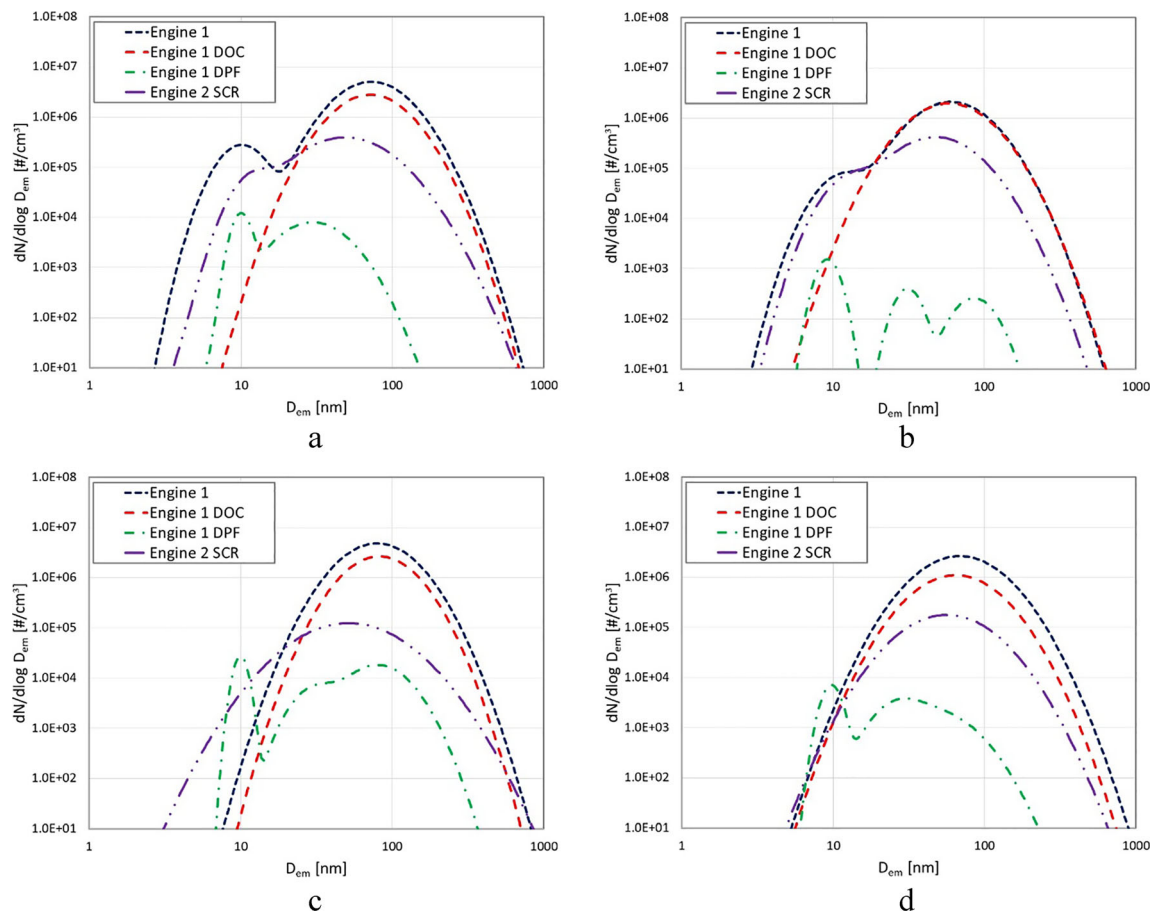 1.0E+08
1.0E+07
1.0E+06
1.0E+05
1.0E+04
1.0E+03
1.0E+02
1.0E+01
dN/dlog Dem [#/cm³]
Engine 1
Engine 1 DOC
Engine 1 DPF
Engine 2 SCR
1 10 100 1000
Dem [nm]
a
1.0E+08
1.0E+07
1.0E+06
1.0E+05
1.0E+04
1.0E+03
1.0E+02
1.0E+01
dN/dlog Dem [#/cm³]
Engine 1
Engine 1 DOC
Engine 1 DPF
Engine 2 SCR
1 10 100 1000
Dem [nm]
b
1.0E+08
1.0E+07
1.0E+06
1.0E+05
1.0E+04
1.0E+03
1.0E+02
1.0E+01
dN/dlog Dem [#/cm³]
Engine 1
Engine 1 DOC
Engine 1 DPF
Engine 2 SCR
1 10 100 1000
Dem [nm]
c
1.0E+08
1.0E+07
1.0E+06
1.0E+05
1.0E+04
1.0E+03
1.0E+02
1.0E+01
dN/dlog Dem [#/cm³]
Engine 1
Engine 1 DOC
Engine 1 DPF
Engine 2 SCR
1 10 100 1000
Dem [nm]
d